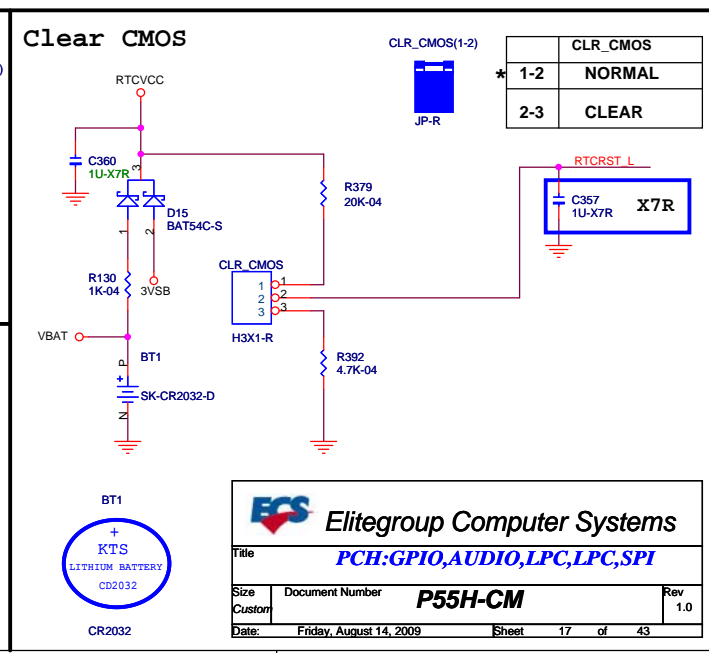 Clear CMOS
)
CLR_CMOS(1-2)
JP-R
CLR_CMOS
* 1-2 NORMAL
2-3 CLEAR
RTCVCC
C360
1U-X7R
3
D15
BAT54C-S
1
2
R379
20K-04
RTCRST_L
C357
1U-X7R
X7R
R130
1K-04
3VSB
CLR_CMOS
1 1
2 2
3 3
H3X1-R
VBAT
P
BT1
+
SK-CR2032-D
N
R392
4.7K-04
BT1
+
KTS
LITHIUM BATTERY
CD2032
CR2032
ECS Elitegroup Computer Systems
Title
PCH:GPIO,AUDIO,LPC,LPC,SPI
Size Document Number Rev
Custom P55H-CM 1.0
Date: Friday, August 14, 2009 Sheet 17 of 43